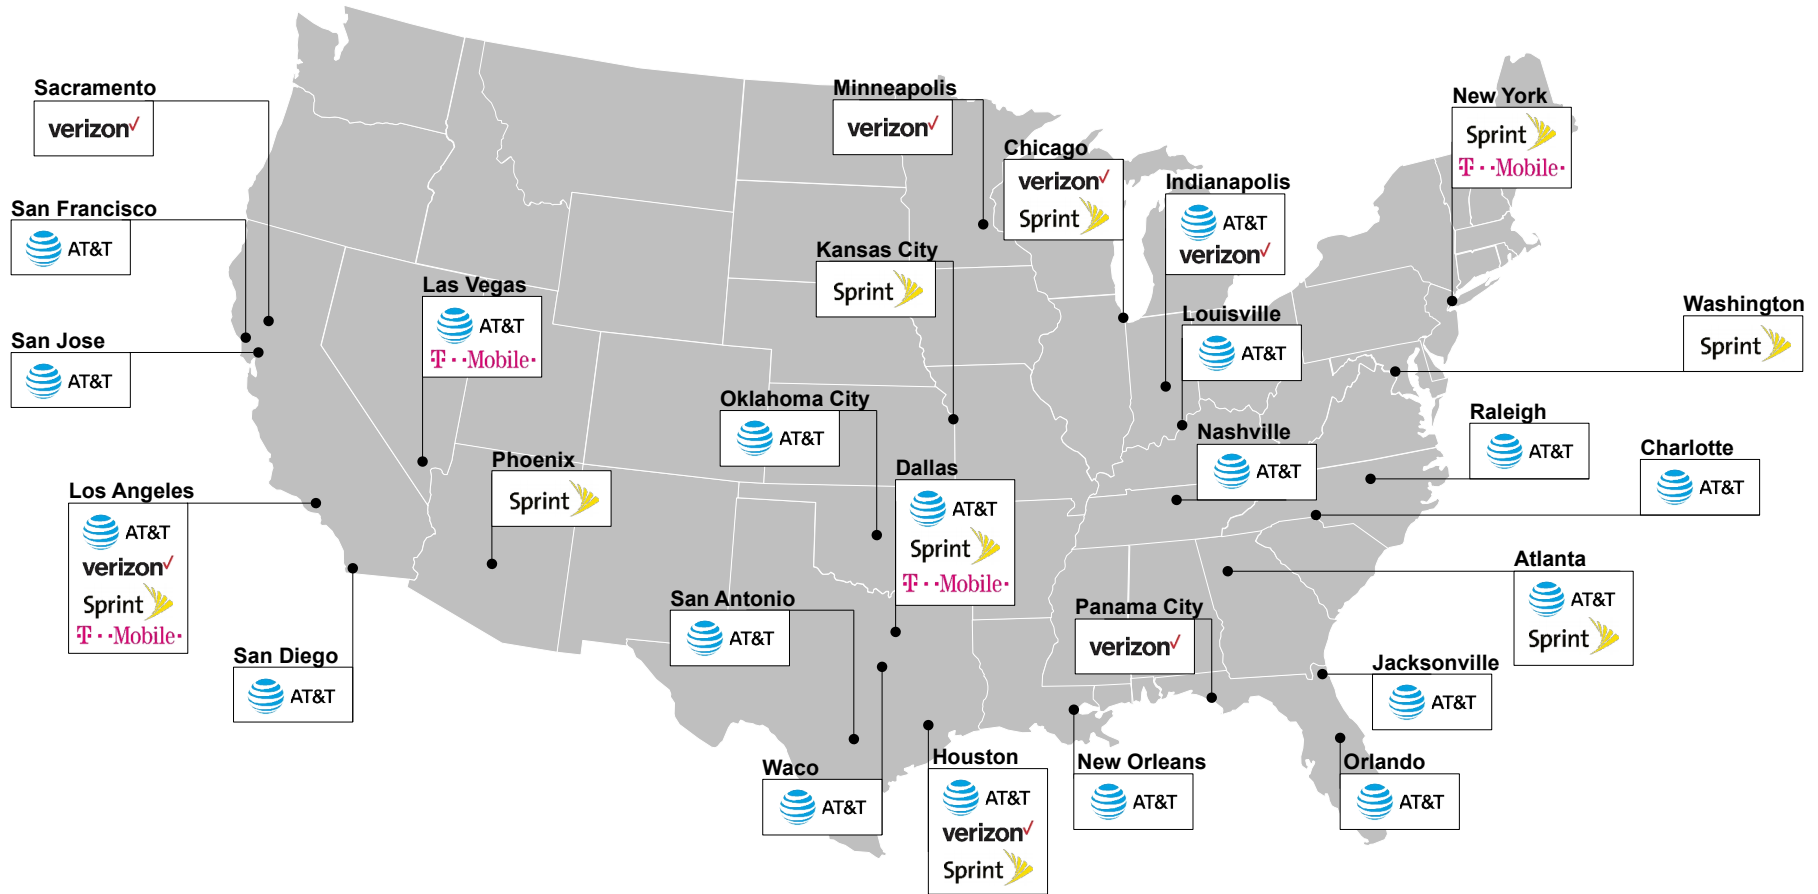 Sacramento
verizon
San Francisco
AT&T
San Jose
AT&T
Las Vegas
AT&T
T··Mobile·
Los Angeles
AT&T
verizon
Sprint
T··Mobile·
San Diego
AT&T
Phoenix
Sprint
Minneapolis
verizon
Kansas City
Sprint
Oklahoma City
AT&T
Dallas
AT&T
Sprint
T··Mobile·
San Antonio
AT&T
Waco
AT&T
Houston
AT&T
verizon
Sprint
Chicago
verizon
Sprint
Indianapolis
AT&T
verizon
Louisville
AT&T
Nashville
AT&T
Panama City
verizon
New Orleans
AT&T
New York
Sprint
T··Mobile·
Washington
Sprint
Raleigh
AT&T
Charlotte
AT&T
Atlanta
AT&T
Sprint
Jacksonville
AT&T
Orlando
AT&T